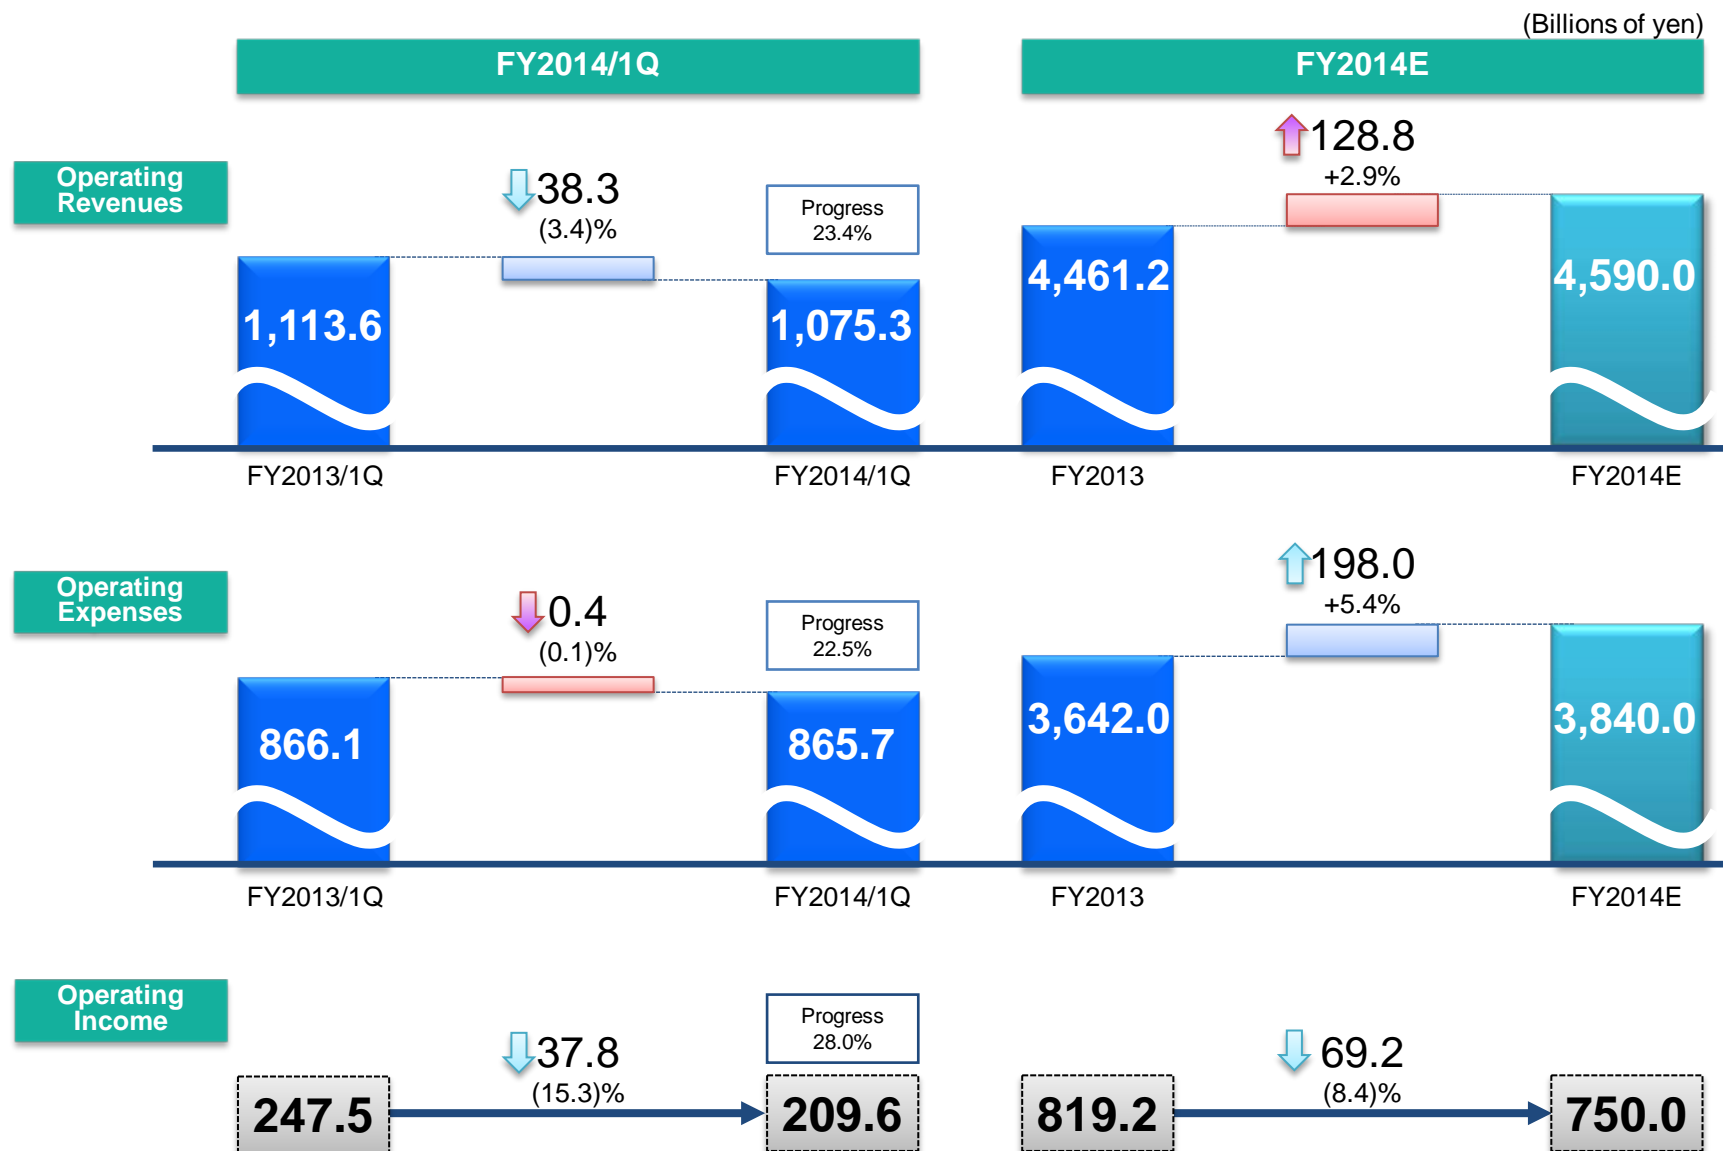 (Billions of yen)
FY2014/1Q
FY2014E
Operating
Revenues
38.3
(3.4)%
Progress
23.4%
128.8
+2.9%
1,113.6
1,075.3
4,461.2
4,590.0
FY2013/1Q
FY2014/1Q
FY2013
FY2014E
Operating
Expenses
0.4
(0.1)%
Progress
22.5%
198.0
+5.4%
866.1
865.7
3,642.0
3,840.0
FY2013/1Q
FY2014/1Q
FY2013
FY2014E
Operating
Income
37.8
(15.3)%
Progress
28.0%
69.2
(8.4)%
247.5
209.6
819.2
750.0